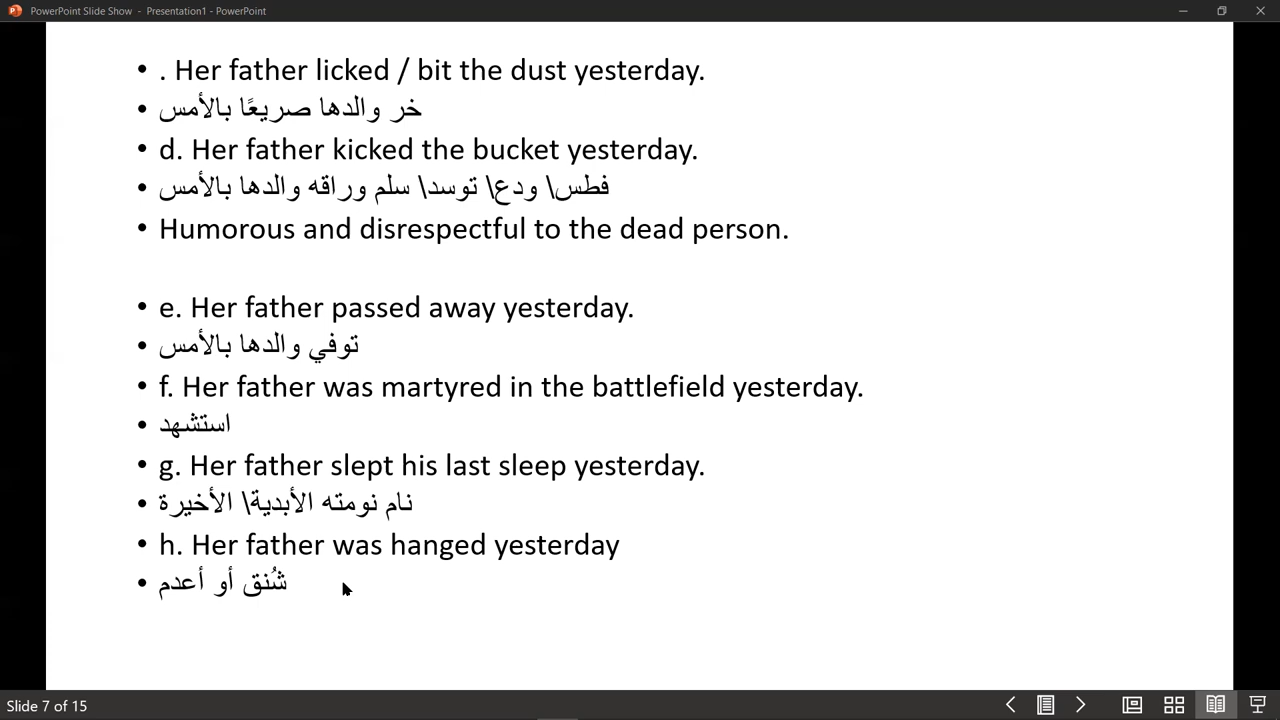 PowerPoint Slide Show - Presentation1 - PowerPoint
• . Her father licked / bit the dust yesterday.
• خر والدها صريعًا بالأمس
• d. Her father kicked the bucket yesterday.
• فطس\ ودع\ توسد\ سلم وراقه والدها بالأمس
• Humorous and disrespectful to the dead person.
• e. Her father passed away yesterday.
• توفي والدها بالأمس
• f. Her father was martyred in the battlefield yesterday.
• استشهد
• g. Her father slept his last sleep yesterday.
• نام نومته الأبدية\ الأخيرة
• h. Her father was hanged yesterday
• شُنق أو أعدم
Slide 7 of 15